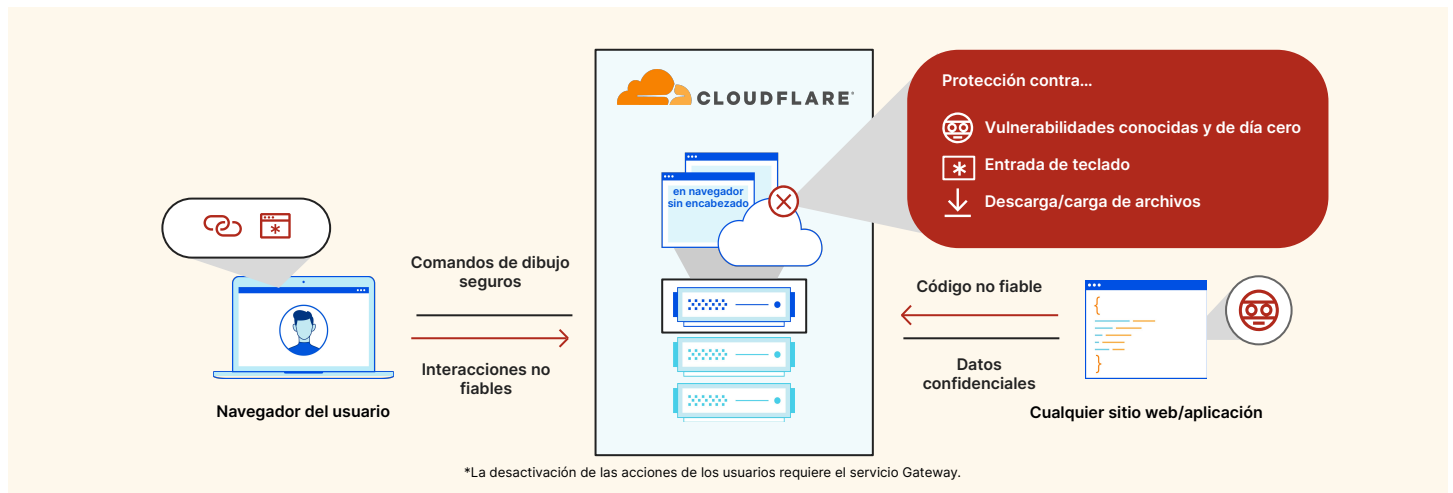 CLOUDFLARE
Protección contra...
Vulnerabilidades conocidas y de día cero
Entrada de teclado
Descarga/carga de archivos
en navegador
sin encabezado
Comandos de dibujo
seguros
Interacciones no
fiables
Navegador del usuario
Código no fiable
Datos
confidenciales
Cualquier sitio web/aplicación
*La desactivación de las acciones de los usuarios requiere el servicio Gateway.